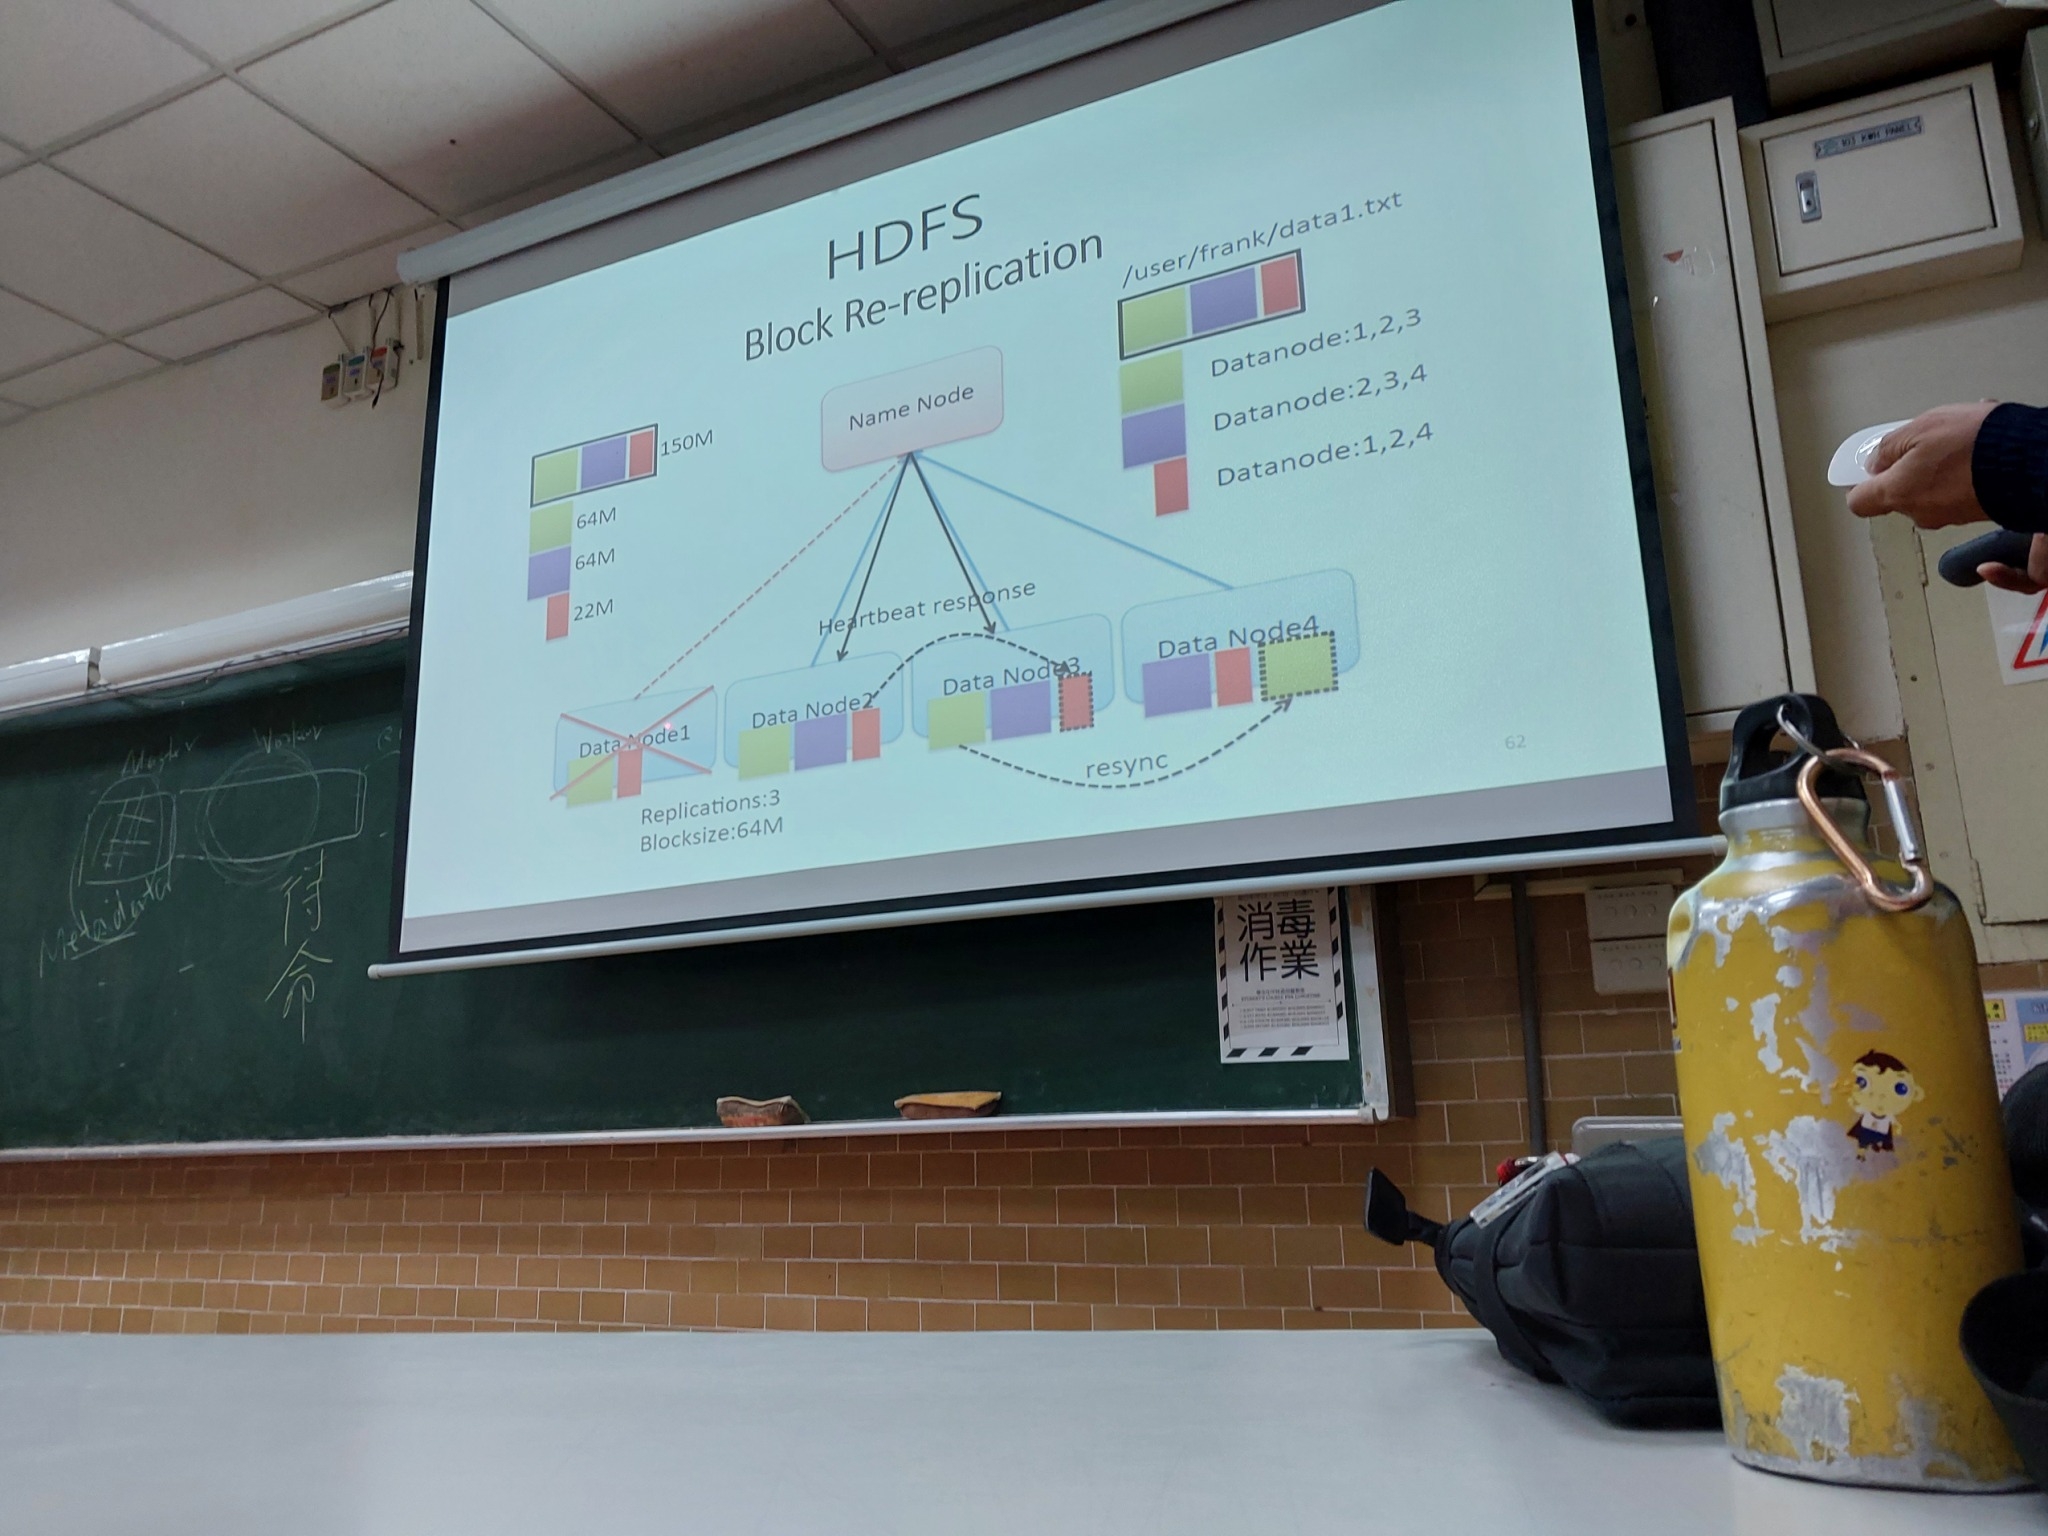 HDFS
Block Re-replication
/user/frank/data1.txt
Name Node
Datanode:1,2,3
Datanode:2,3,4
Datanode:1,2,4
150M
64M
64M
22M
Heartbeat response
Data Node1
Data Node2
Data Node3
Data Node4
resync
Replications:3
Blocksize:64M
62
Master
Worker
待命
消毒
作業